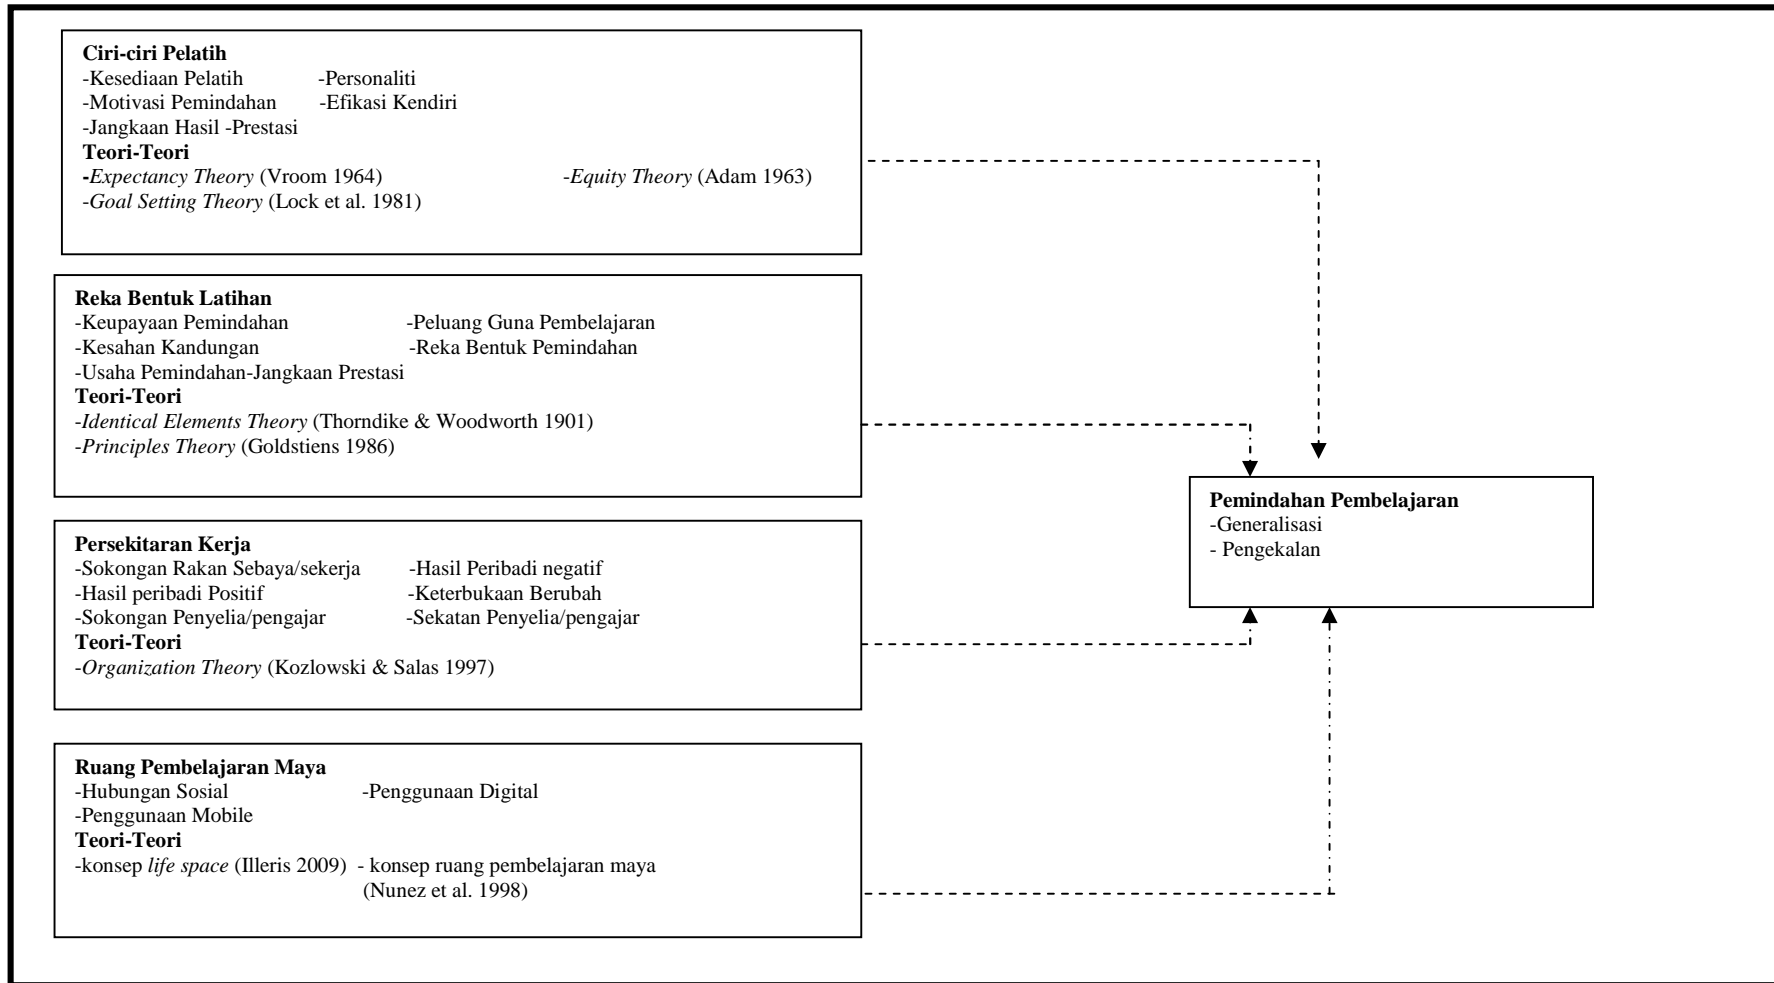 Ciri-ciri Pelatih
-Kesediaan Pelatih -Personaliti
-Motivasi Pemindahan -Efikasi Kendiri
-Jangkaan Hasil -Prestasi
Teori-Teori
-Expectancy Theory (Vroom 1964) -Equity Theory (Adam 1963)
-Goal Setting Theory (Lock et al. 1981)
Reka Bentuk Latihan
-Keupayaan Pemindahan -Peluang Guna Pembelajaran
-Kesahan Kandungan -Reka Bentuk Pemindahan
-Usaha Pemindahan-Jangkaan Prestasi
Teori-Teori
-Identical Elements Theory (Thorndike & Woodworth 1901)
-Principles Theory (Goldstiens 1986)
Persekitaran Kerja
-Sokongan Rakan Sebaya/sekerja -Hasil Peribadi negatif
-Hasil peribadi Positif -Keterbukaan Berubah
-Sokongan Penyelia/pengajar -Sekatan Penyelia/pengajar
Teori-Teori
-Organization Theory (Kozlowski & Salas 1997)
Ruang Pembelajaran Maya
-Hubungan Sosial -Penggunaan Digital
-Penggunaan Mobile
Teori-Teori
-konsep life space (Illeris 2009) - konsep ruang pembelajaran maya
(Nunez et al. 1998)
Pemindahan Pembelajaran
-Generalisasi
- Pengekalan